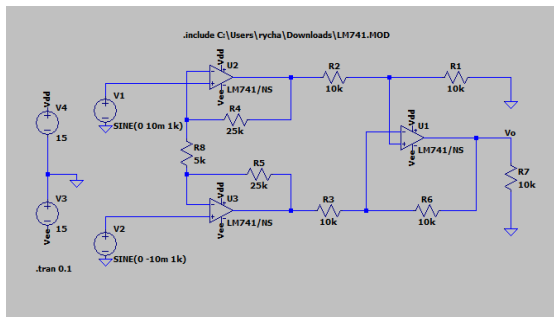 .include C:\Users\rycha\Downloads\LM741.MOD
Vdd
U2
LM741/NS
Vee
R2
10k
R1
10k
V1
SINE(0 10m 1k)
R4
25k
Vdd
V4
15
R8
5k
Vdd
U1
LM741/NS
Vee
Vo
R7
10k
R5
25k
V3
15
Vee
Vdd
U3
LM741/NS
Vee
R3
10k
R6
10k
V2
SINE(0 -10m 1k)
.tran 0.1